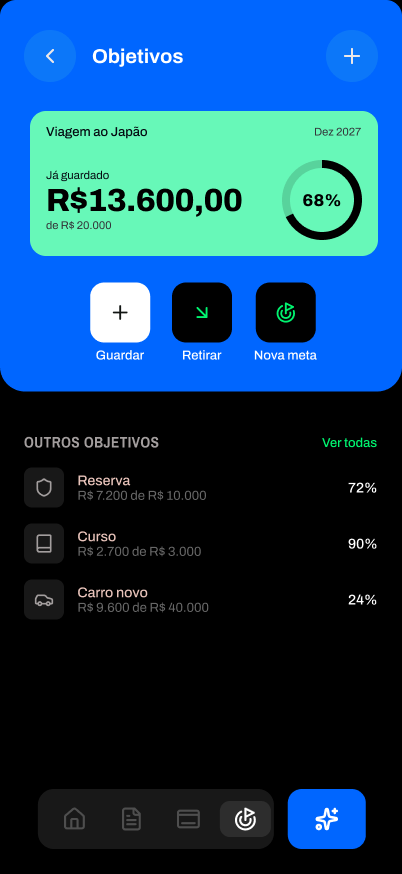 Objetivos
Viagem ao Japão
Dez 2027
Já guardado
R$13.600,00
de R$ 20.000
68%
Guardar
Retirar
Nova meta
OUTROS OBJETIVOS
Ver todas
Reserva
R$ 7.200 de R$ 10.000
72%
Curso
R$ 2.700 de R$ 3.000
90%
Carro novo
R$ 9.600 de R$ 40.000
24%